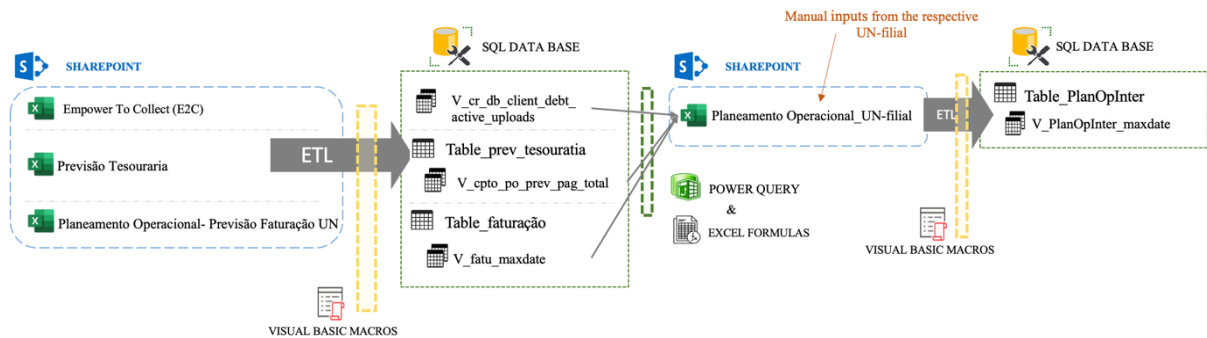 Manual inputs from the respective
UN-filial
SQL DATA BASE
SQL DATA BASE
S
SHAREPOINT
S
SHAREPOINT
X
Empower To Collect (E2C)
V_cr_db_client_debt_
active_uploads
X
Planeamento Operacional_UN-filial
ETL
Table_PlanOpInter
V_PlanOpInter_maxdate
ETL
Table_prev_tesouratia
X
Previsão Tesouraria
V_cpto_po_prev_pag_total
POWER QUERY
&
EXCEL FORMULAS
X
Planeamento Operacional- Previsão Faturação UN
Table_faturação
V_fatu_maxdate
VISUAL BASIC MACROS
VISUAL BASIC MACROS